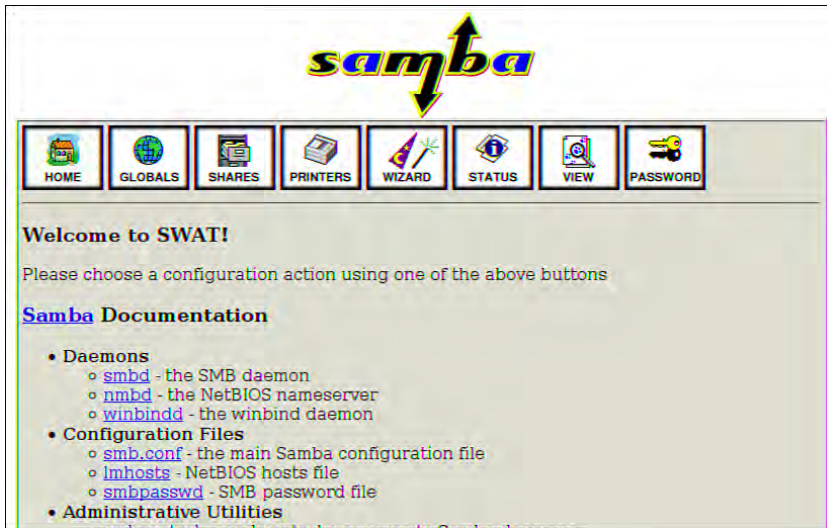 samba
HOME GLOBALS SHARES PRINTERS WIZARD STATUS VIEW PASSWORD
Welcome to SWAT!
Please choose a configuration action using one of the above buttons
Samba Documentation
• Daemons
◦ smbd - the SMB daemon
◦ nmbd - the NetBIOS nameserver
◦ winbindd - the winbind daemon
• Configuration Files
◦ smb.conf - the main Samba configuration file
◦ lmhosts - NetBIOS hosts file
◦ smbpasswd - SMB password file
• Administrative Utilities